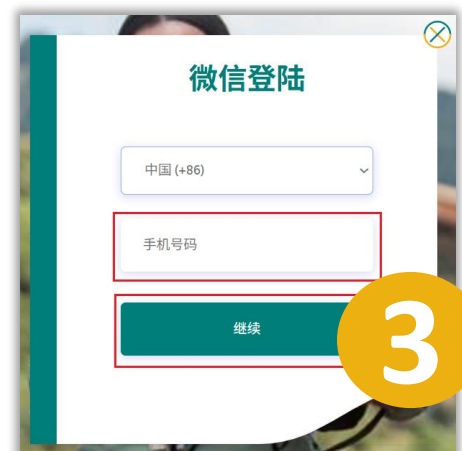 微信登陆
中国 (+86)
手机号码
继续
3